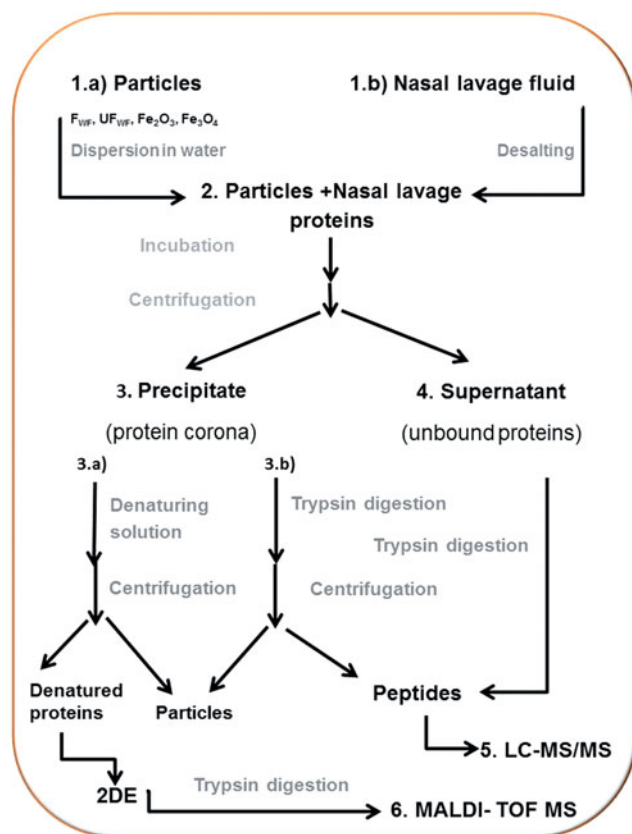 1.a) Particles
1.b) Nasal lavage fluid
F_WF, UF_WF, Fe₂O₃, Fe₃O₄
Dispersion in water
Desalting
2. Particles +Nasal lavage
proteins
Incubation
Centrifugation
3. Precipitate
4. Supernatant
(protein corona)
(unbound proteins)
3.a)
3.b)
Denaturing
solution
Trypsin digestion
Trypsin digestion
Centrifugation
Centrifugation
Denatured
proteins
Particles
Peptides
5. LC-MS/MS
2DE
Trypsin digestion
6. MALDI- TOF MS